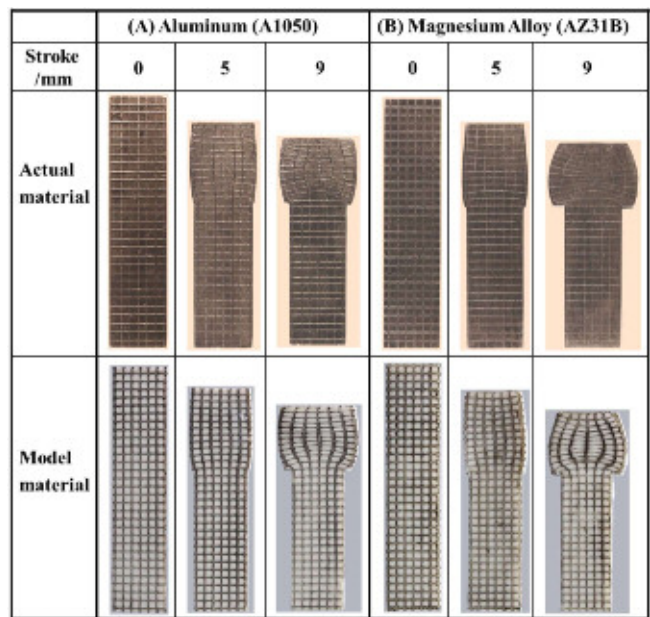 (A) Aluminum (A1050) (B) Magnesium Alloy (AZ31B)
Stroke
/mm
0 5 9 0 5 9
Actual
material
Model
material